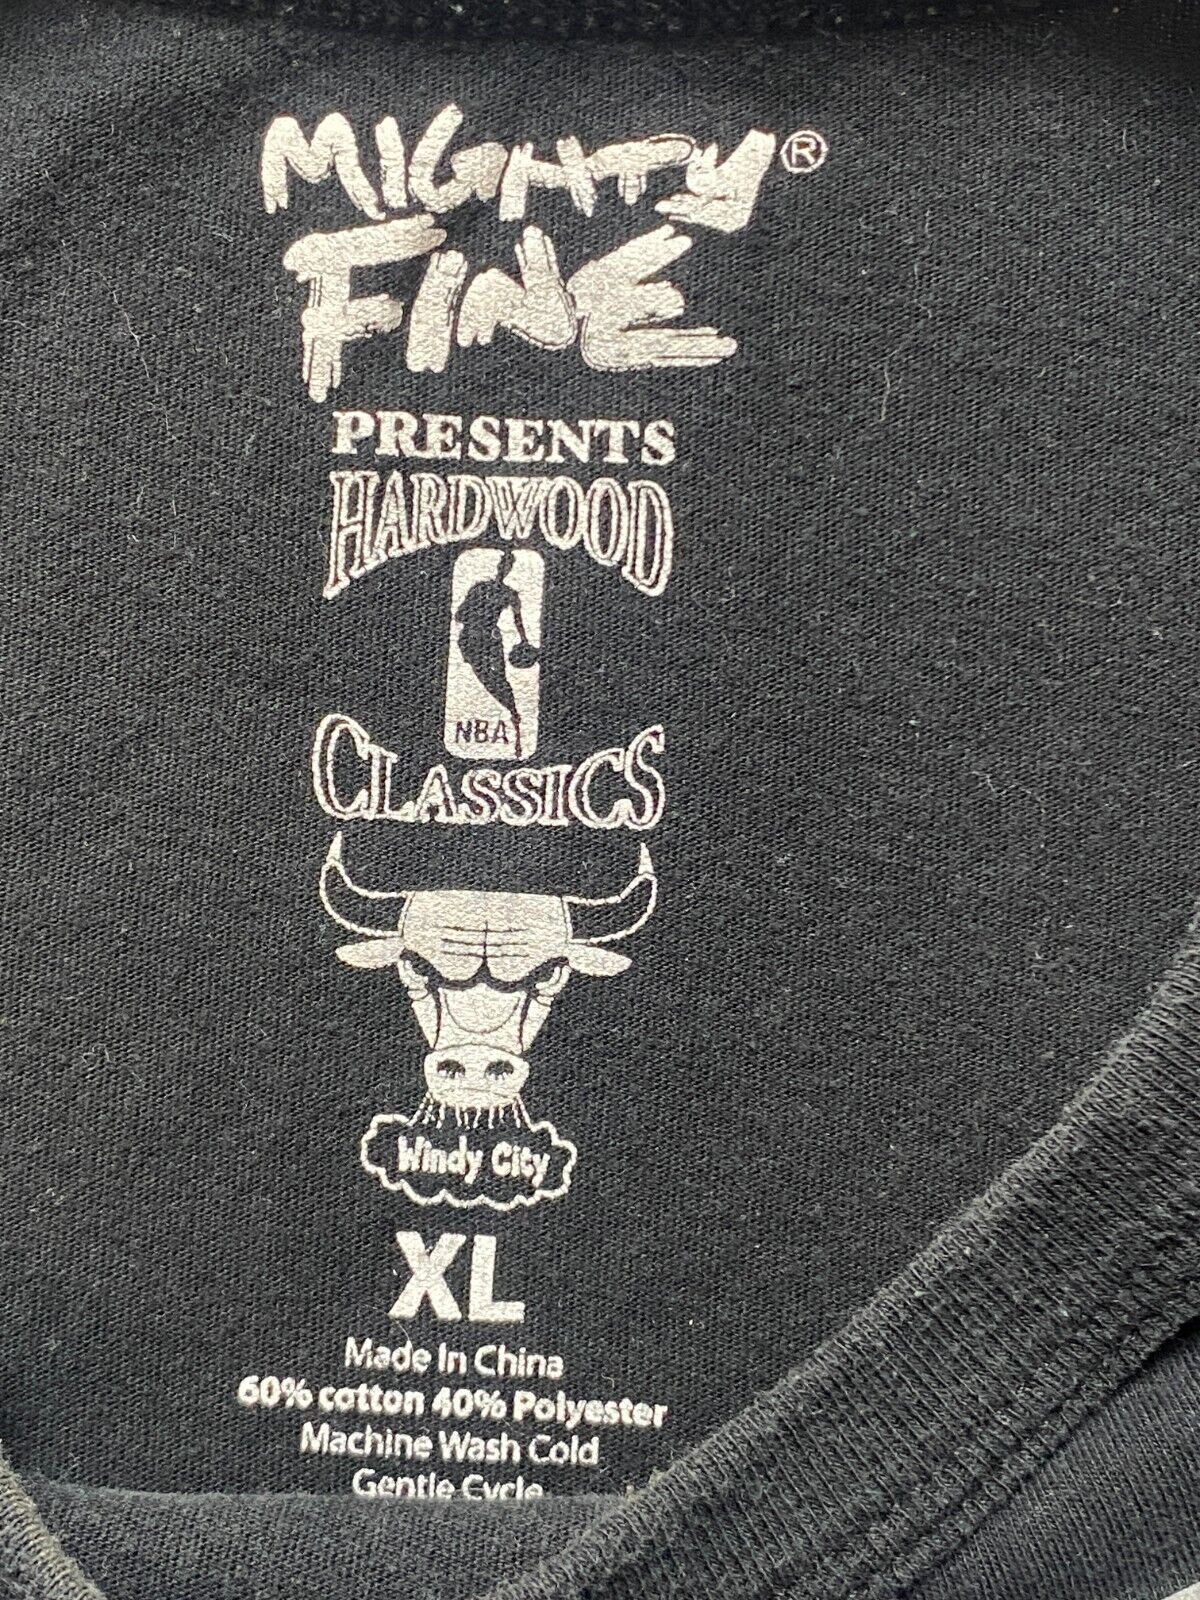 MIGHTY ®
FINE
PRESENTS
HARDWOOD
NBA
CLASSICS
Windy City
XL
Made In China
60% cotton 40% Polyester
Machine Wash Cold
Gentle Cycle